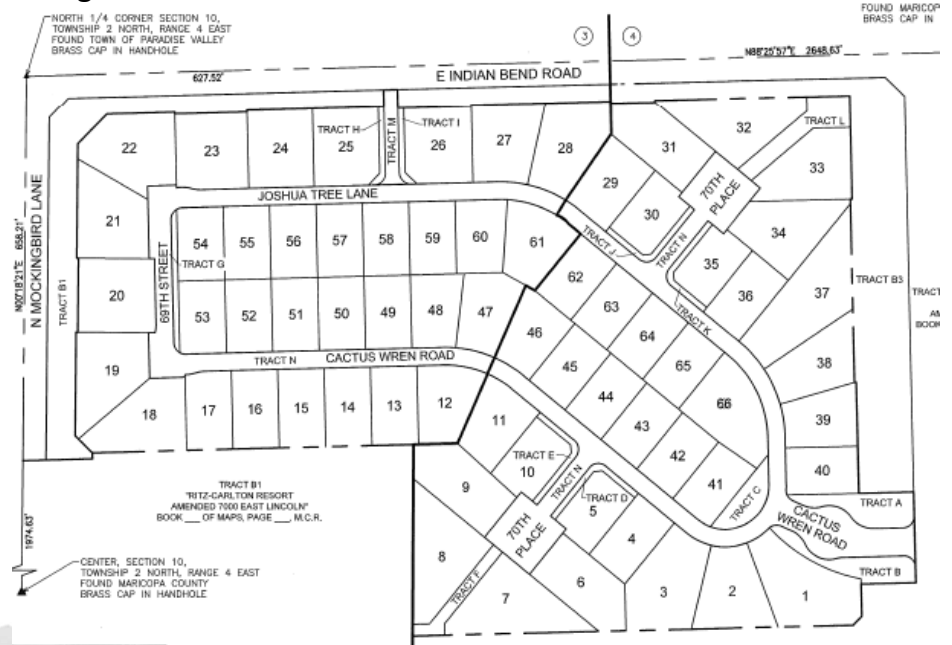 NORTH 1/4 CORNER SECTION 10,
TOWNSHIP 2 NORTH, RANGE 4 EAST
FOUND TOWN OF PARADISE VALLEY
BRASS CAP IN HANDHOLE
FOUND MARICOP
BRASS CAP IN
3
4
N88°25'57"E 2648.63'
627.52'
E INDIAN BEND ROAD
22
23
24
25
TRACT H
TRACT M
TRACT I
26
27
28
31
32
TRACT L
33
29
30
70TH
PLACE
JOSHUA TREE LANE
21
N MOCKINGBIRD LANE
N00°18'21"E 658.21'
TRACT B1
54
55
56
57
58
59
60
61
TRACT J
TRACT N
34
TRACT G
69TH STREET
20
35
36
37
TRACT B3
TRACT
AM
BOOK
62
63
64
TRACT K
53
52
51
50
49
48
47
46
65
38
TRACT N
CACTUS WREN ROAD
19
45
44
66
18
17
16
15
14
13
12
11
43
39
42
41
40
TRACT E
10
TRACT N
TRACT D
5
TRACT C
TRACT A
9
4
CACTUS
WREN ROAD
TRACT B1
"RITZ-CARLTON RESORT
AMENDED 7000 EAST LINCOLN"
BOOK ___ OF MAPS, PAGE ___, M.C.R.
70TH
PLACE
1974.63'
8
TRACT F
6
TRACT B
CENTER, SECTION 10,
TOWNSHIP 2 NORTH, RANGE 4 EAST
FOUND MARICOPA COUNTY
BRASS CAP IN HANDHOLE
7
3
2
1